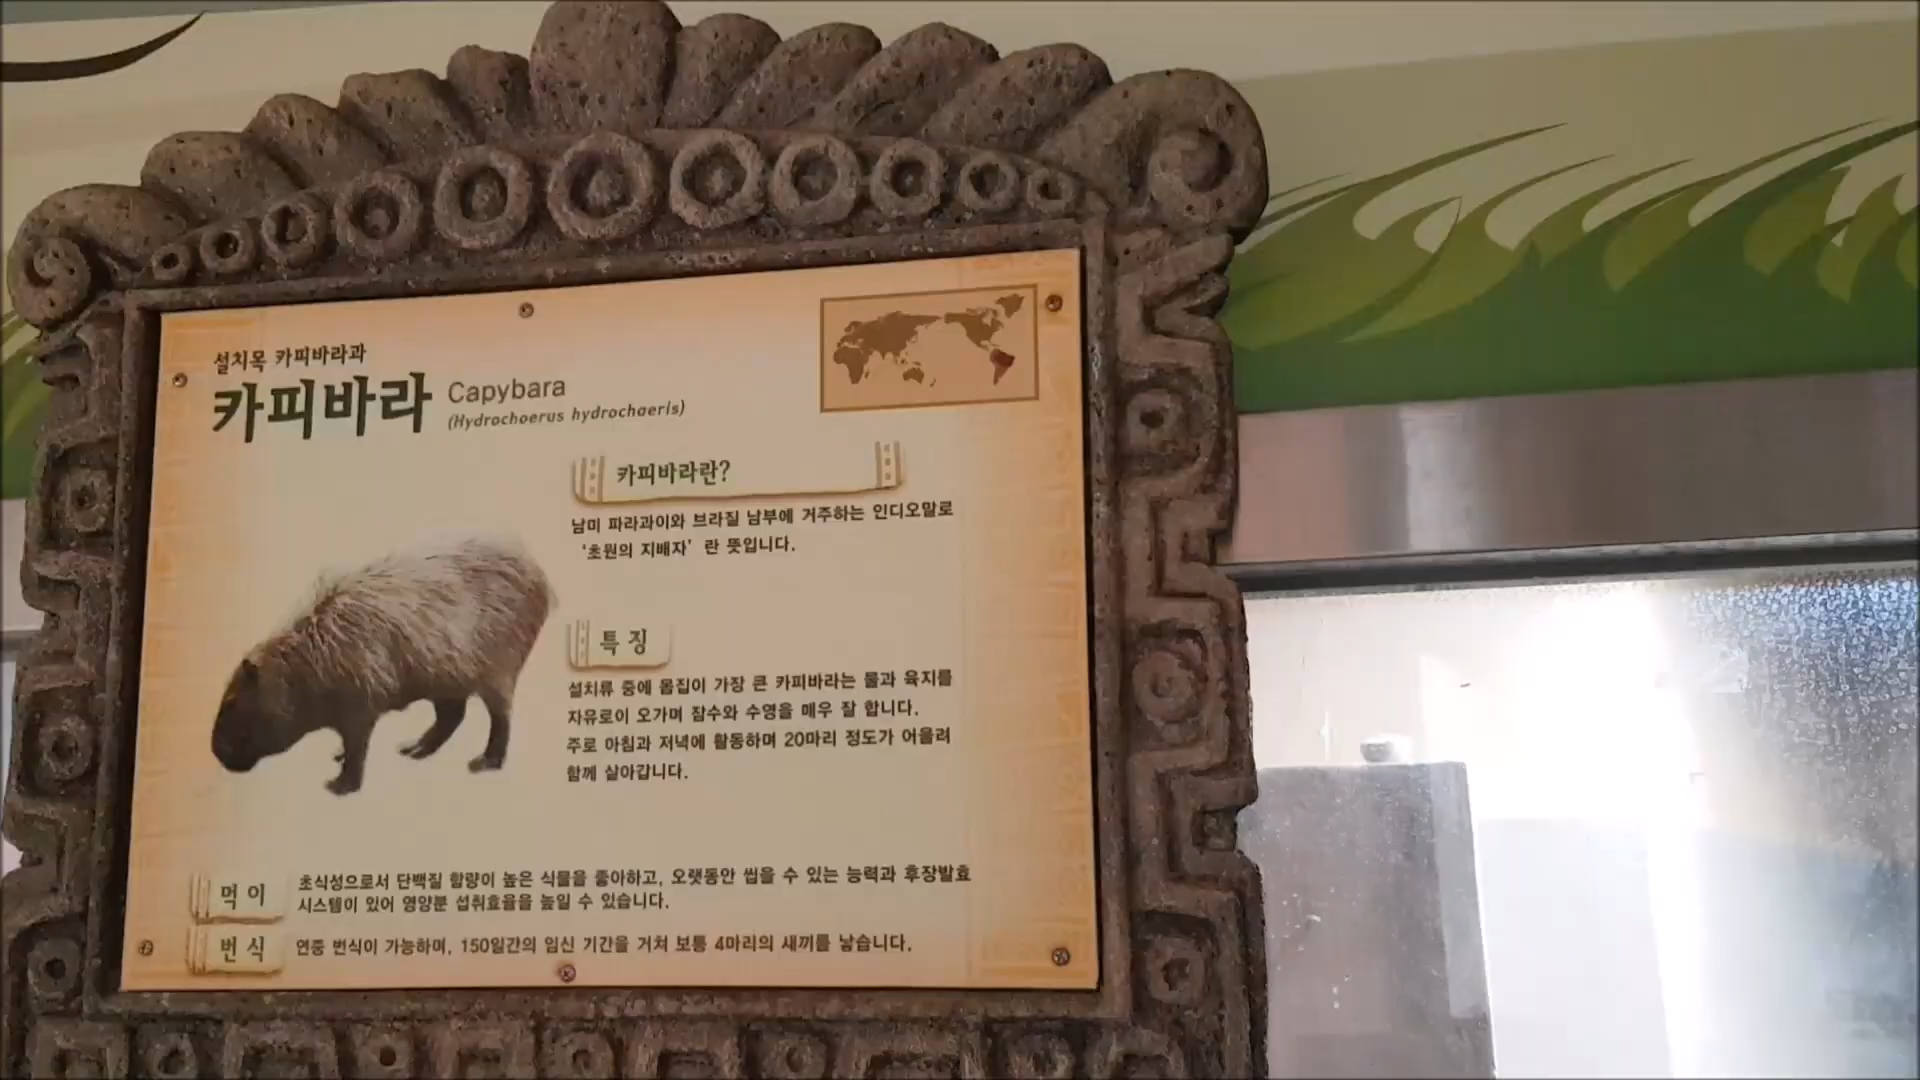 설치목 카피바라과
카피바라 Capybara
(Hydrochoerus hydrochaeris)
카피바라란?
남미 파라과이와 브라질 남부에 거주하는 인디오말로
‘초원의 지배자’ 란 뜻입니다.
특징
설치류 중에 몸집이 가장 큰 카피바라는 물과 육지를
자유로이 오가며 잠수와 수영을 매우 잘 합니다.
주로 아침과 저녁에 활동하며 20마리 정도가 어울려
함께 살아갑니다.
먹이
초식성으로서 단백질 함량이 높은 식물을 좋아하고, 오랫동안 씹을 수 있는 능력과 후장발효
시스템이 있어 영양분 섭취효율을 높일 수 있습니다.
번식
연중 번식이 가능하며, 150일간의 임신 기간을 거쳐 보통 4마리의 새끼를 낳습니다.